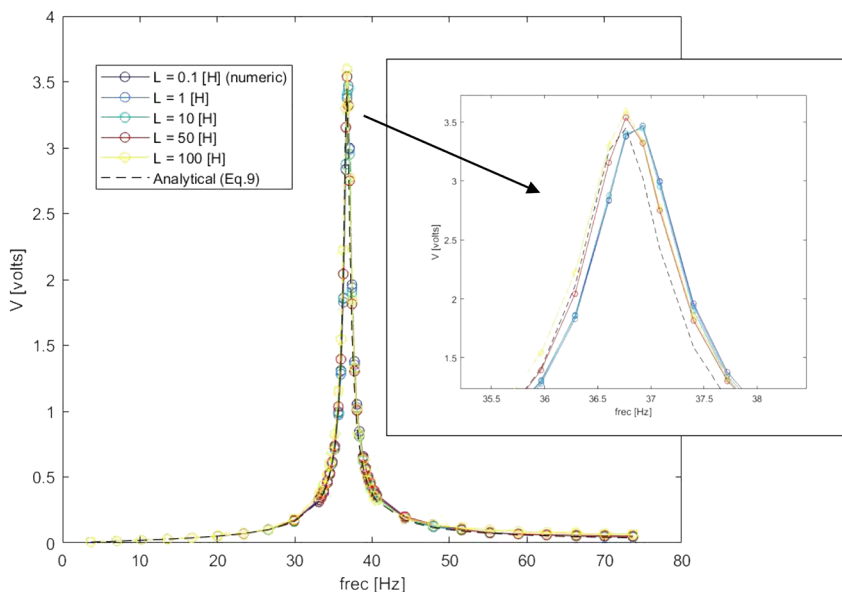 4
3.5
3
2.5
2
1.5
1
0.5
0
V [volts]
L = 0.1 [H] (numeric)
L = 1 [H]
L = 10 [H]
L = 50 [H]
L = 100 [H]
Analytical (Eq.9)
0 10 20 30 40 50 60 70 80
frec [Hz]
3.5
3
2.5
2
1.5
V [volts]
35.5 36 36.5 37 37.5 38
frec [Hz]